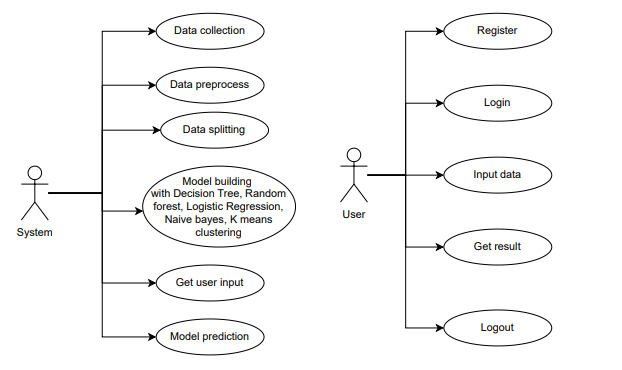 Data collection
Data preprocess
Data splitting
Model building
with Decision Tree, Random
forest, Logistic Regression,
Naive bayes, K means
clustering
Get user input
Model prediction
System
Register
Login
Input data
Get result
Logout
User